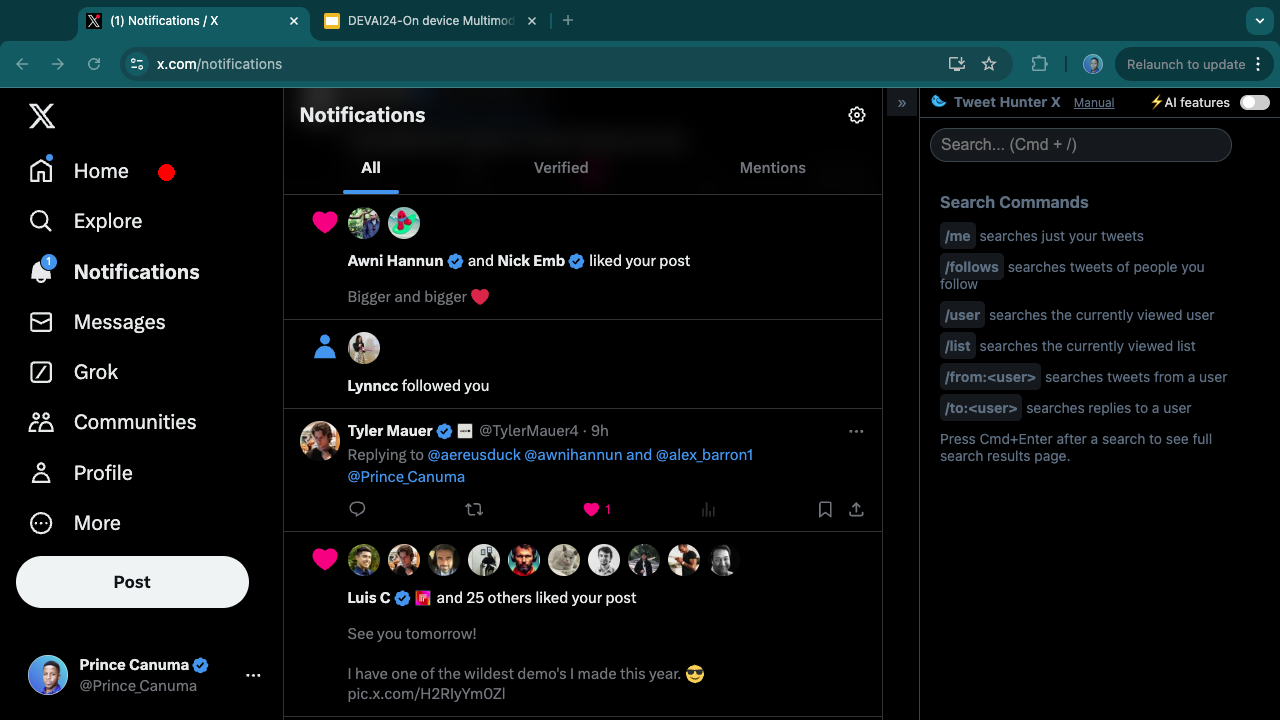 (1) Notifications / X
DEVAI24-On device Multimod
x.com/notifications
Relaunch to update
Home
Explore
1
Notifications
Messages
Grok
Communities
Profile
More
Post
Prince Canuma
@Prince_Canuma
Notifications
All
Verified
Mentions
Awni Hannun and Nick Emb liked your post
Bigger and bigger ❤️
Lynncc followed you
Tyler Mauer @TylerMauer4 · 9h
Replying to @aereusduck @awnihannun and @alex_barron1
@Prince_Canuma
1
Luis C and 25 others liked your post
See you tomorrow!
I have one of the wildest demo's I made this year. 😎
pic.x.com/H2RIyYm0Zl
»
Tweet Hunter X Manual ⚡AI features
Search... (Cmd + /)
Search Commands
/me searches just your tweets
/follows searches tweets of people you
follow
/user searches the currently viewed user
/list searches the currently viewed list
/from:<user> searches tweets from a user
/to:<user> searches replies to a user
Press Cmd+Enter after a search to see full
search results page.